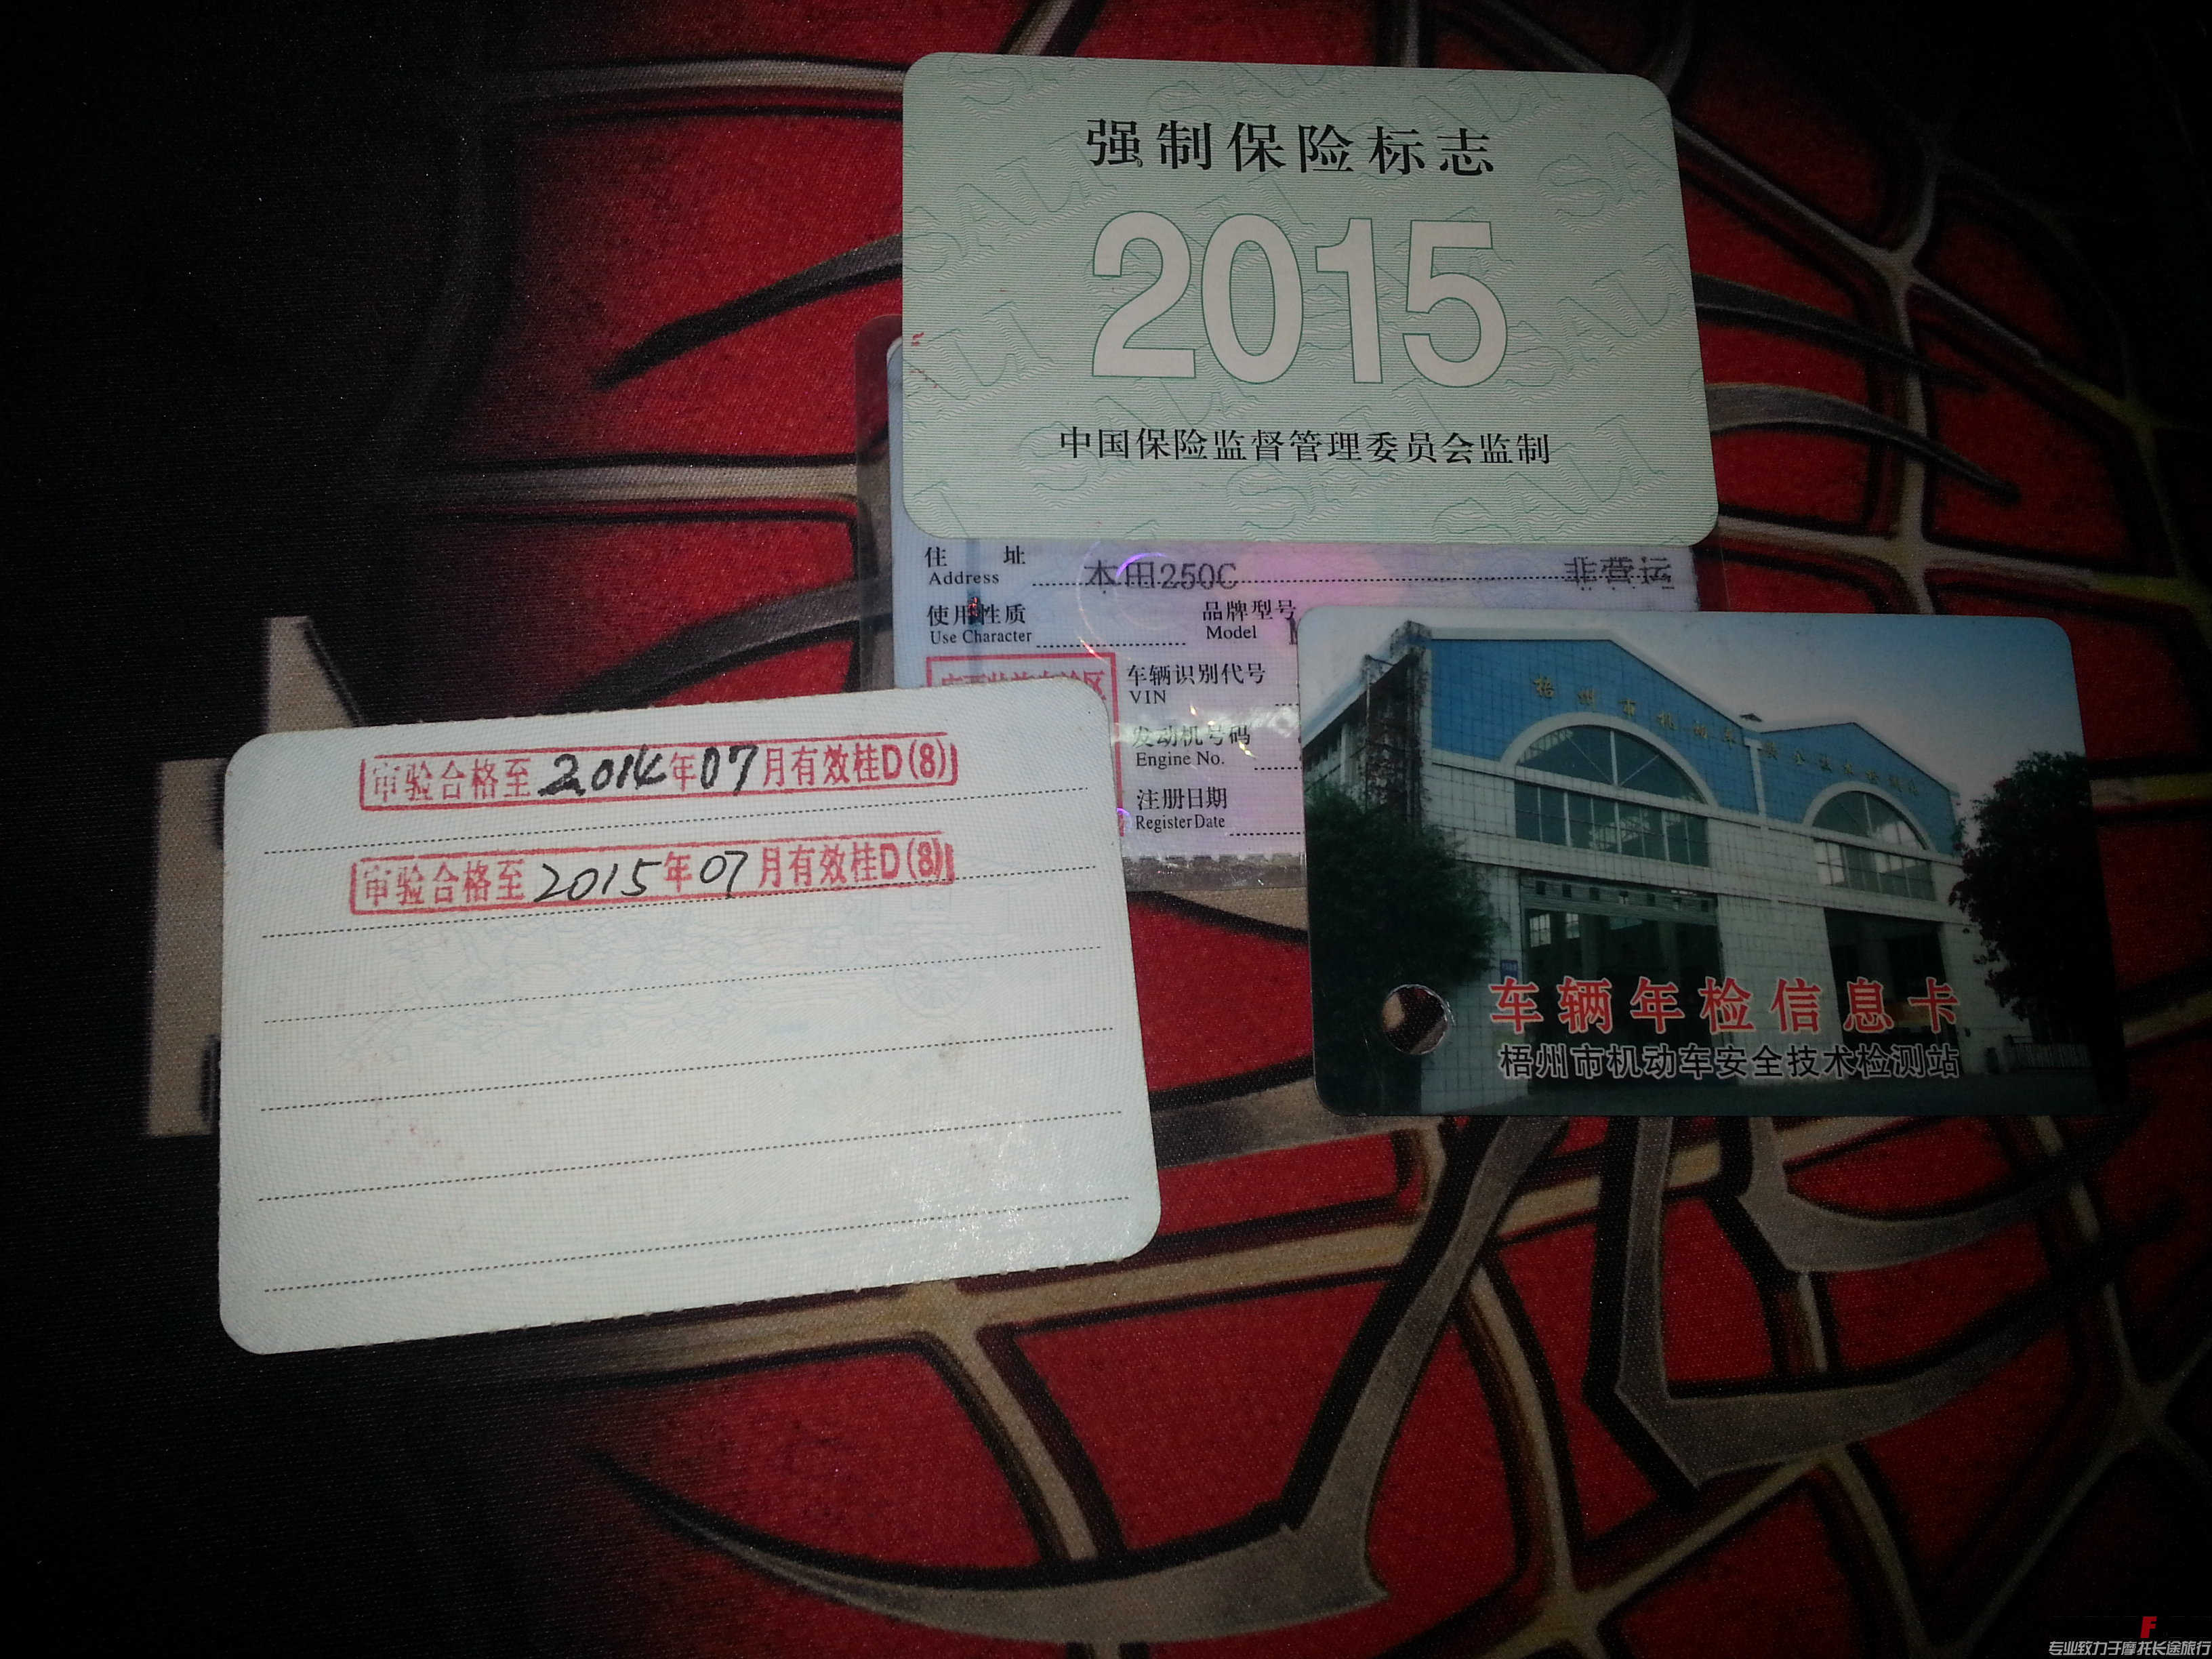 强制保险标志
2015
中国保险监督管理委员会监制
住址 本田250C 非营运
Address
使用性质 品牌型号
Use Character Model
车辆识别代号
VIN
发动机号码
Engine No.
注册日期
Register Date
审验合格至2014年07月有效桂D(8)
审验合格至2015年07月有效桂D(8)
车辆年检信息卡
梧州市机动车安全技术检测站
专业致力于摩托长途旅行